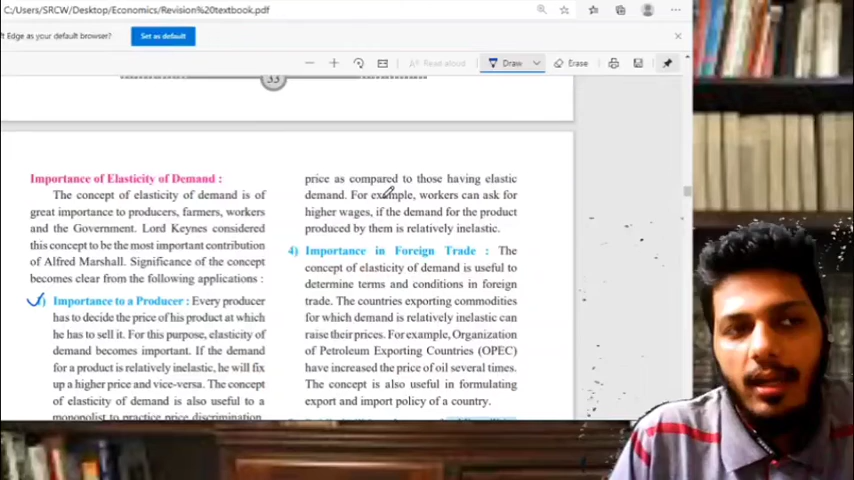 C:/Users/SRCW/Desktop/Economics/Revision%20textbook.pdf
ft Edge as your default browser?
Set as default
Read aloud
Draw
Erase
33
Importance of Elasticity of Demand :
The concept of elasticity of demand is of
great importance to producers, farmers, workers
and the Government. Lord Keynes considered
this concept to be the most important contribution
of Alfred Marshall. Significance of the concept
becomes clear from the following applications :
Importance to a Producer : Every producer
has to decide the price of his product at which
he has to sell it. For this purpose, elasticity of
demand becomes important. If the demand
for a product is relatively inelastic, he will fix
up a higher price and vice-versa. The concept
of elasticity of demand is also useful to a
monopolist to practice price discrimination.
price as compared to those having elastic
demand. For example, workers can ask for
higher wages, if the demand for the product
produced by them is relatively inelastic.
4) Importance in Foreign Trade : The
concept of elasticity of demand is useful to
determine terms and conditions in foreign
trade. The countries exporting commodities
for which demand is relatively inelastic can
raise their prices. For example, Organization
of Petroleum Exporting Countries (OPEC)
have increased the price of oil several times.
The concept is also useful in formulating
export and import policy of a country.